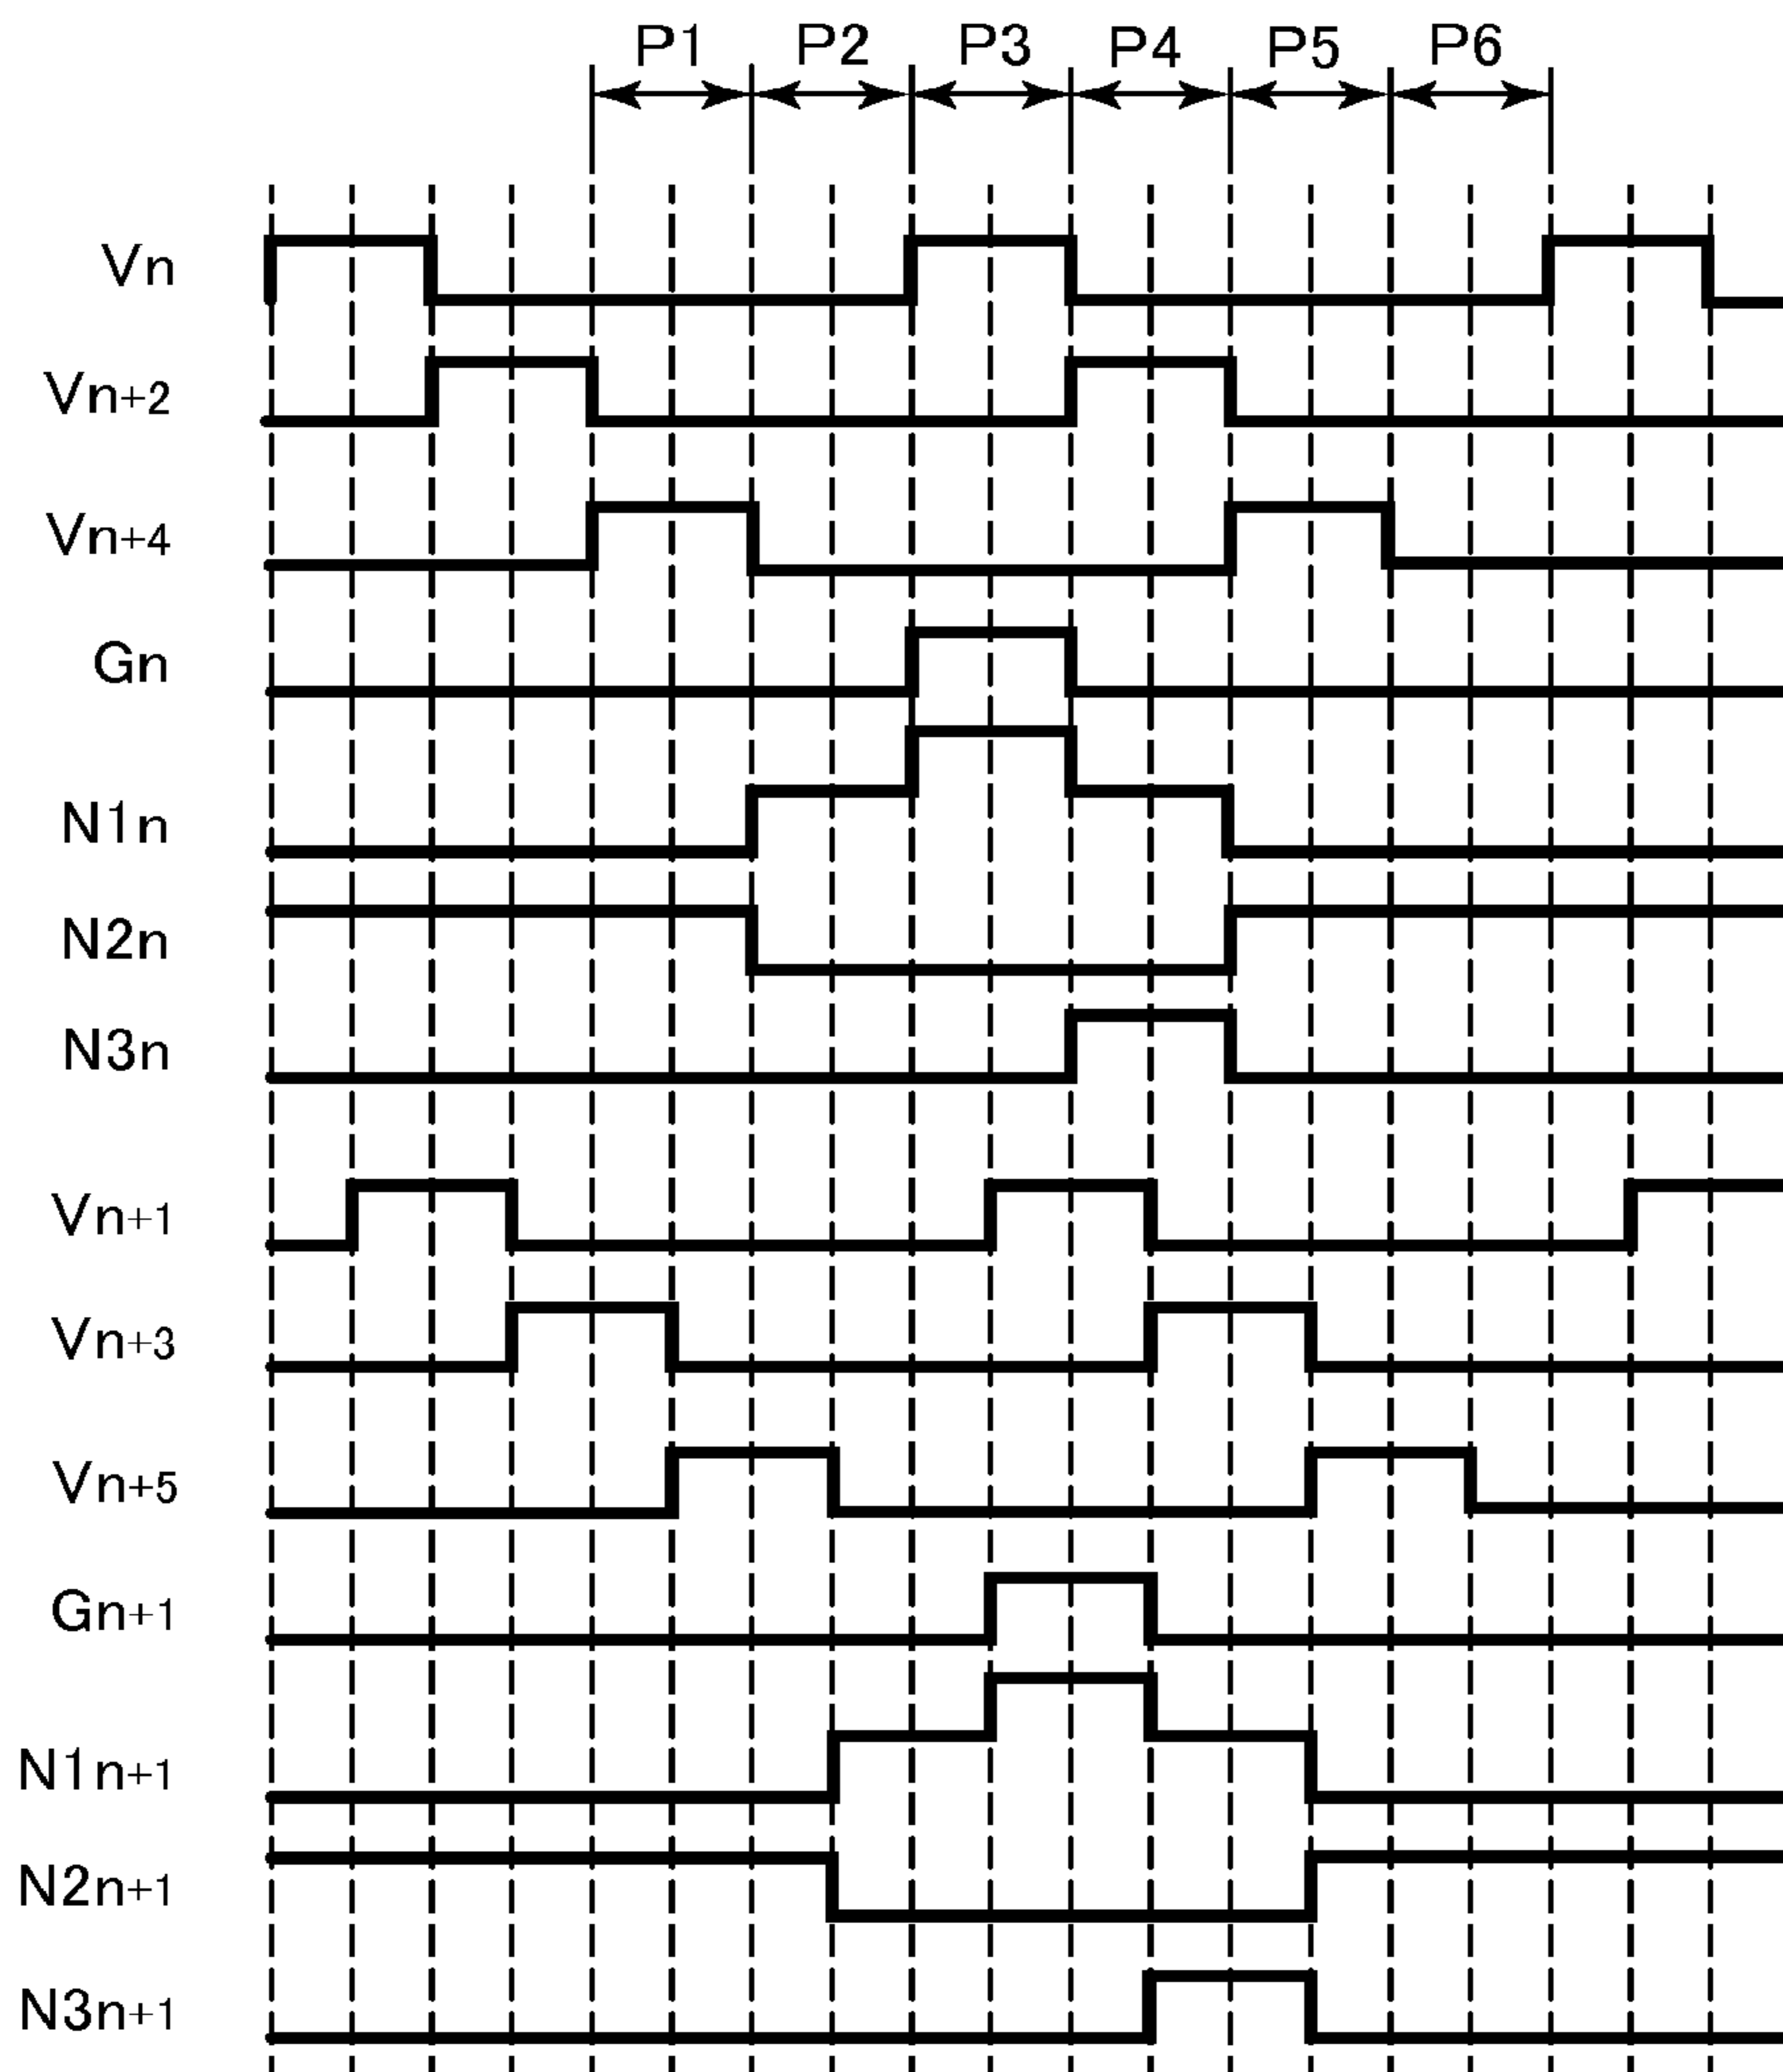 P1 P2 P3 P4 P5 P6
Vn
Vn+2
Vn+4
Gn
N1n
N2n
N3n
Vn+1
Vn+3
Vn+5
Gn+1
N1n+1
N2n+1
N3n+1